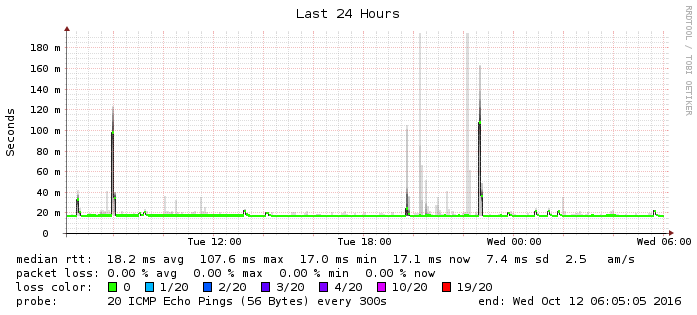 Last 24 Hours
RRDTOOL / TOBI OETIKER
Seconds
180 m
160 m
140 m
120 m
100 m
80 m
60 m
40 m
20 m
0
Tue 12:00 Tue 18:00 Wed 00:00 Wed 06:00
median rtt: 18.2 ms avg 107.6 ms max 17.0 ms min 17.1 ms now 7.4 ms sd 2.5 am/s
packet loss: 0.00 % avg 0.00 % max 0.00 % min 0.00 % now
loss color: 0 1/20 2/20 3/20 4/20 10/20 19/20
probe: 20 ICMP Echo Pings (56 Bytes) every 300s end: Wed Oct 12 06:05:05 2016